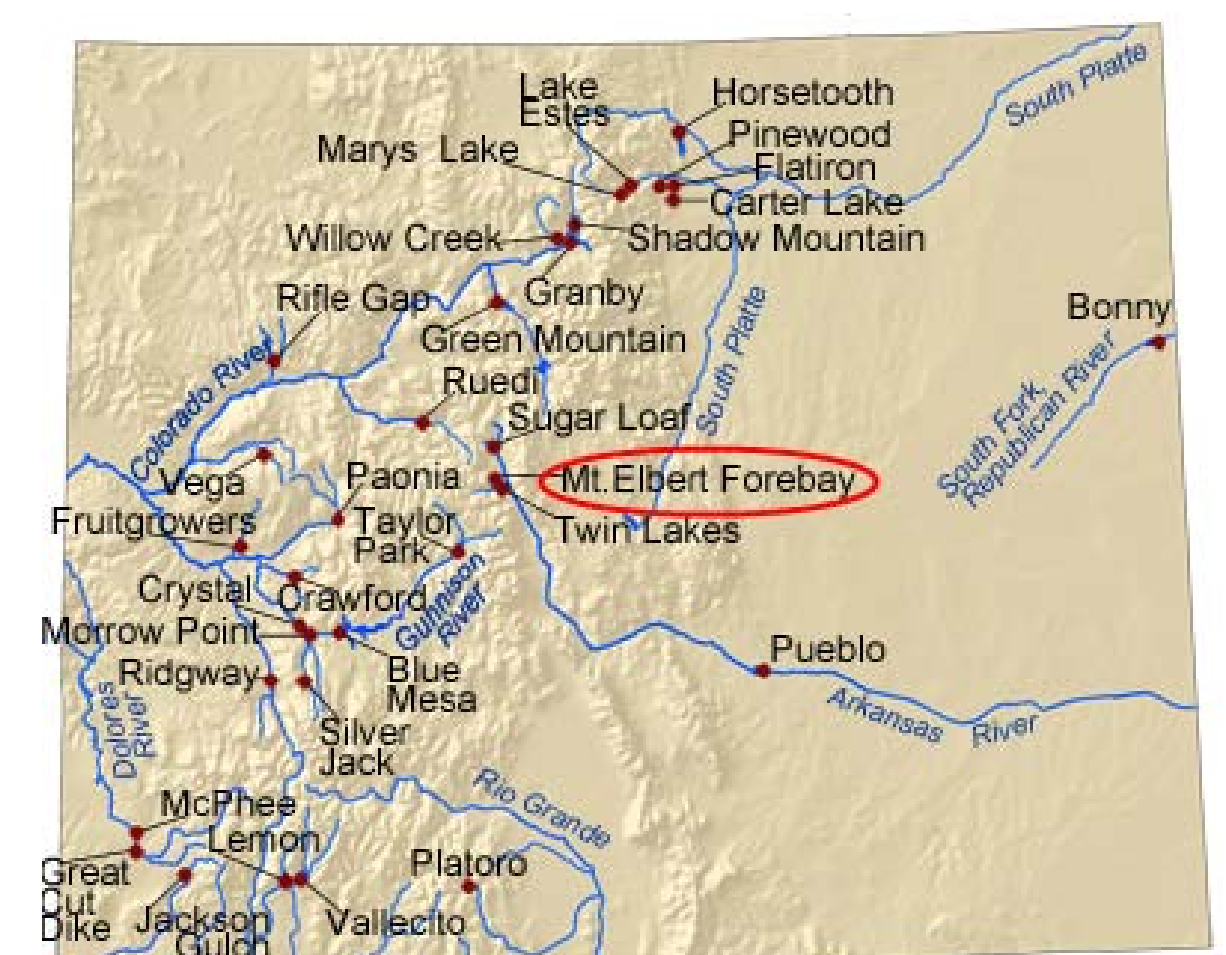 Lake
Estes
Horsetooth
South Platte
Pinewood
Marys Lake
Flatiron
Carter Lake
Willow Creek
Shadow Mountain
Rifle Gap
Granby
Bonny
Green Mountain
South Platte
Colorado River
Ruedi
South Fork,
Republican River
Sugar Loaf
Vega
Paonia
Mt.Elbert Forebay
Fruitgrowers
Taylor
Park
Twin Lakes
Crystal
Crawford
Gunnison
River
Morrow Point
Pueblo
Ridgway
Blue
Mesa
Dolores
River
Arkansas River
Silver
Jack
Rio Grande
McPhee
Lemon
Great
Cut
Dike
Platoro
Jackson
Gulch
Vallecito